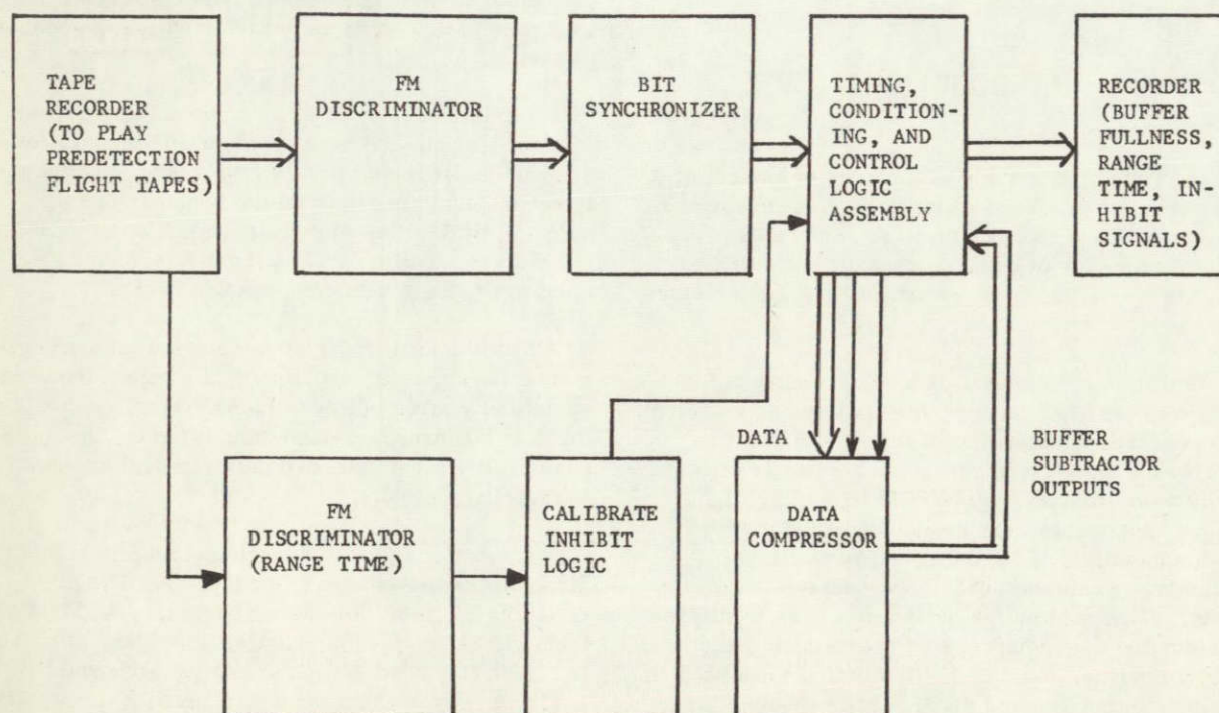 TAPE
RECORDER
(TO PLAY
PREDETECTION
FLIGHT TAPES)
FM
DISCRIMINATOR
BIT
SYNCHRONIZER
TIMING,
CONDITION-
ING, AND
CONTROL
LOGIC
ASSEMBLY
RECORDER
(BUFFER
FULLNESS,
RANGE
TIME, IN-
HIBIT
SIGNALS)
FM
DISCRIMINATOR
(RANGE TIME)
CALIBRATE
INHIBIT
LOGIC
DATA
DATA
COMPRESSOR
BUFFER
SUBTRACTOR
OUTPUTS